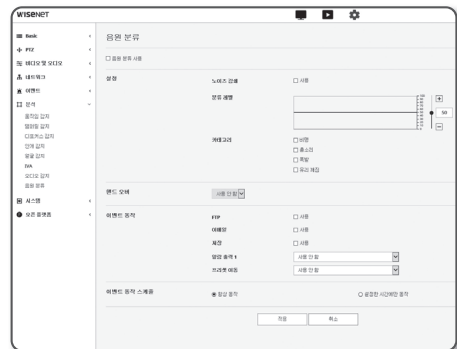 WISENET
Basic
PTZ
비디오 및 오디오
네트워크
이벤트
분석
움직임 감지
탬퍼링 감지
디포커스 감지
안개 감지
얼굴 감지
IVA
오디오 감지
음원 분류
시스템
오픈 플랫폼
음원 분류
음원 분류 사용
설정
노이즈 감쇄
사용
분류 레벨
100
50
카테고리
비명
총소리
폭발
유리 깨짐
핸드 오버
사용 안 함
이벤트 동작
FTP
사용
이메일
사용
저장
사용
알람 출력 1
사용 안 함
프리셋 이동
사용 안 함
이벤트 동작 스케줄
항상 동작
설정한 시간에만 동작
적용
취소